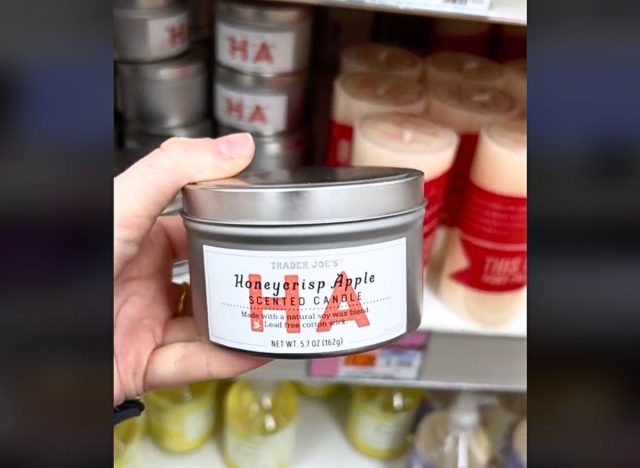 HA
HA
TRADER JOE'S
Honeycrisp Apple
HA
SCENTED CANDLE
Made with a natural soy wax blend.
& Lead free cotton wick.
NET WT. 5.7 OZ (162g)
THIS